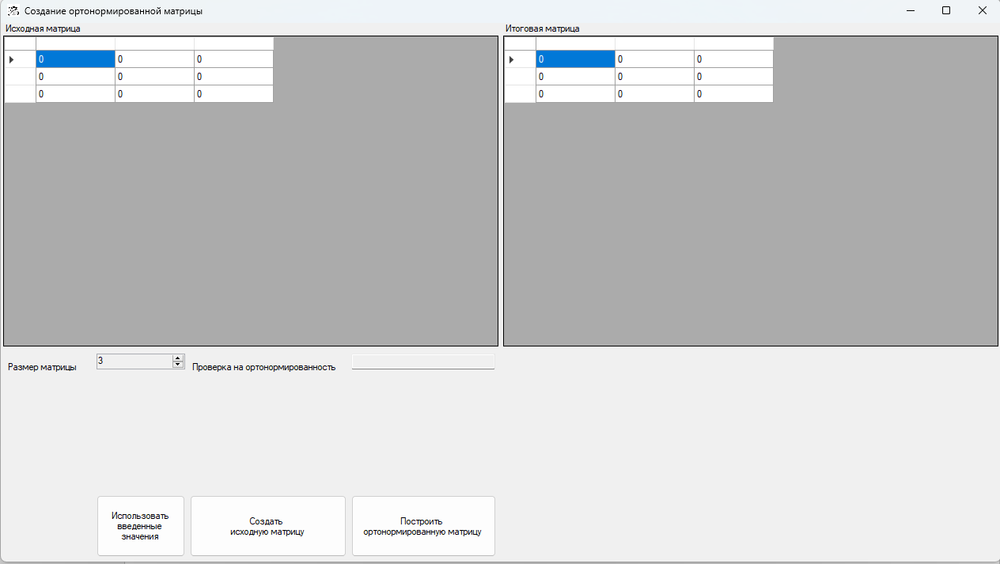 Создание ортонормированной матрицы
Исходная матрица
Итоговая матрица
0 0 0
0 0 0
0 0 0
0 0 0
0 0 0
0 0 0
Размер матрицы
3
Проверка на ортонормированность
Использовать
введенные
значения
Создать
исходную матрицу
Построить
ортонормированную матрицу